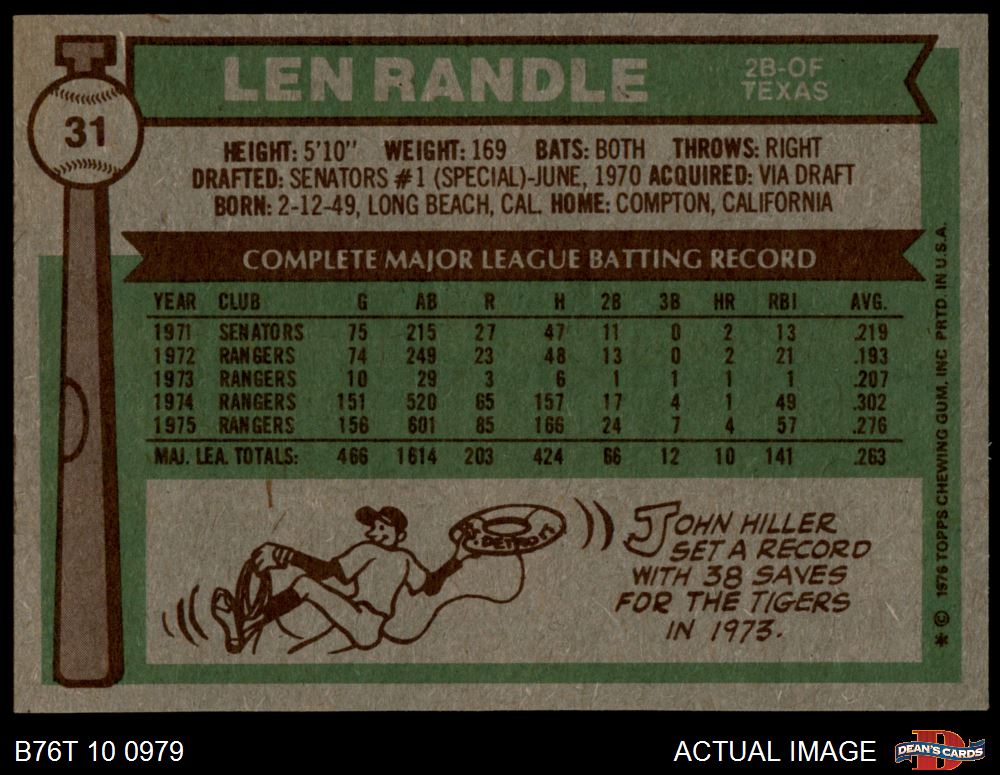 31
LEN RANDLE
2B-OF
TEXAS
HEIGHT: 5'10" WEIGHT: 169 BATS: BOTH THROWS: RIGHT
DRAFTED: SENATORS #1 (SPECIAL)-JUNE, 1970 ACQUIRED: VIA DRAFT
BORN: 2-12-49, LONG BEACH, CAL. HOME: COMPTON, CALIFORNIA
COMPLETE MAJOR LEAGUE BATTING RECORD
YEAR CLUB G AB R H 2B 3B HR RBI AVG.
1971 SENATORS 75 215 27 47 11 0 2 13 .219
1972 RANGERS 74 249 23 48 13 0 2 21 .193
1973 RANGERS 10 29 3 6 1 1 1 1 .207
1974 RANGERS 151 520 65 157 17 4 1 49 .302
1975 RANGERS 156 601 85 166 24 7 4 57 .276
MAJ. LEA. TOTALS: 466 1614 203 424 66 12 10 141 .263
DETROIT
JOHN HILLER
SET A RECORD
WITH 38 SAVES
FOR THE TIGERS
IN 1973.
* © 1976 TOPPS CHEWING GUM, INC. PRTD. IN U.S.A.
B76T 10 0979
ACTUAL IMAGE
D
DEAN'S CARDS